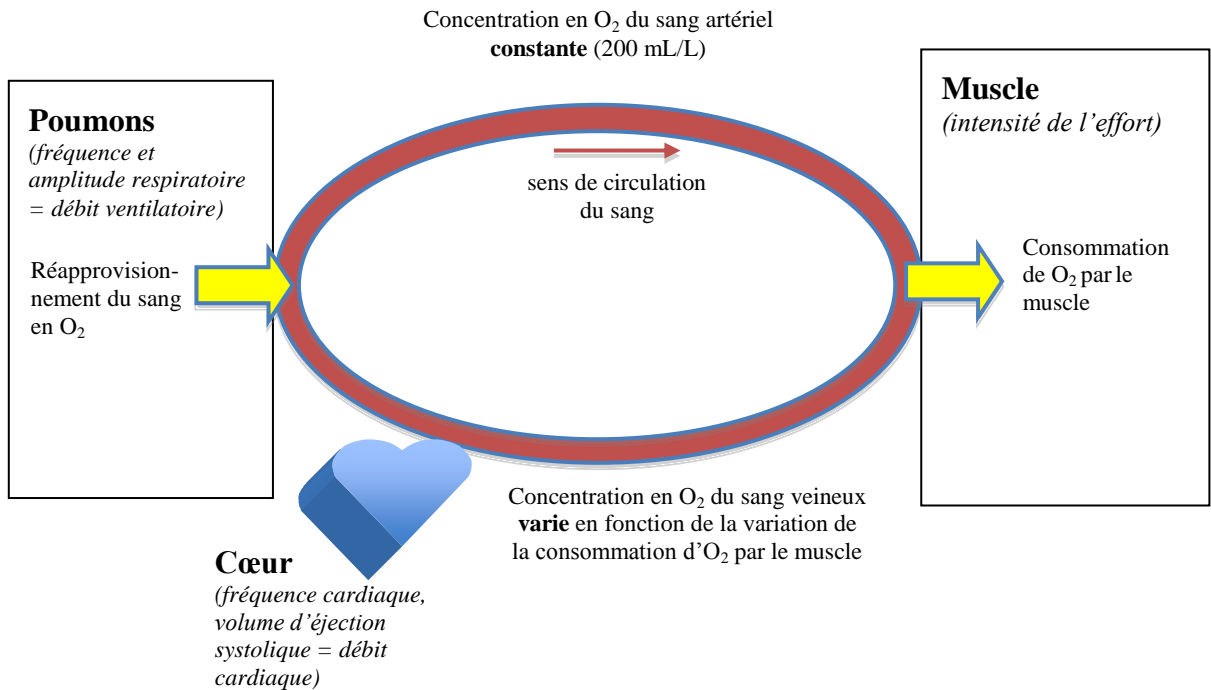 Concentration en O₂ du sang artériel
constante (200 mL/L)
Poumons
(fréquence et
amplitude respiratoire
= débit ventilatoire)
Réapprovision-
nement du sang
en O₂
sens de circulation
du sang
Muscle
(intensité de l’effort)
Consommation
de O₂ par le
muscle
Concentration en O₂ du sang veineux
varie en fonction de la variation de
la consommation d’O₂ par le muscle
Cœur
(fréquence cardiaque,
volume d’éjection
systolique = débit
cardiaque)